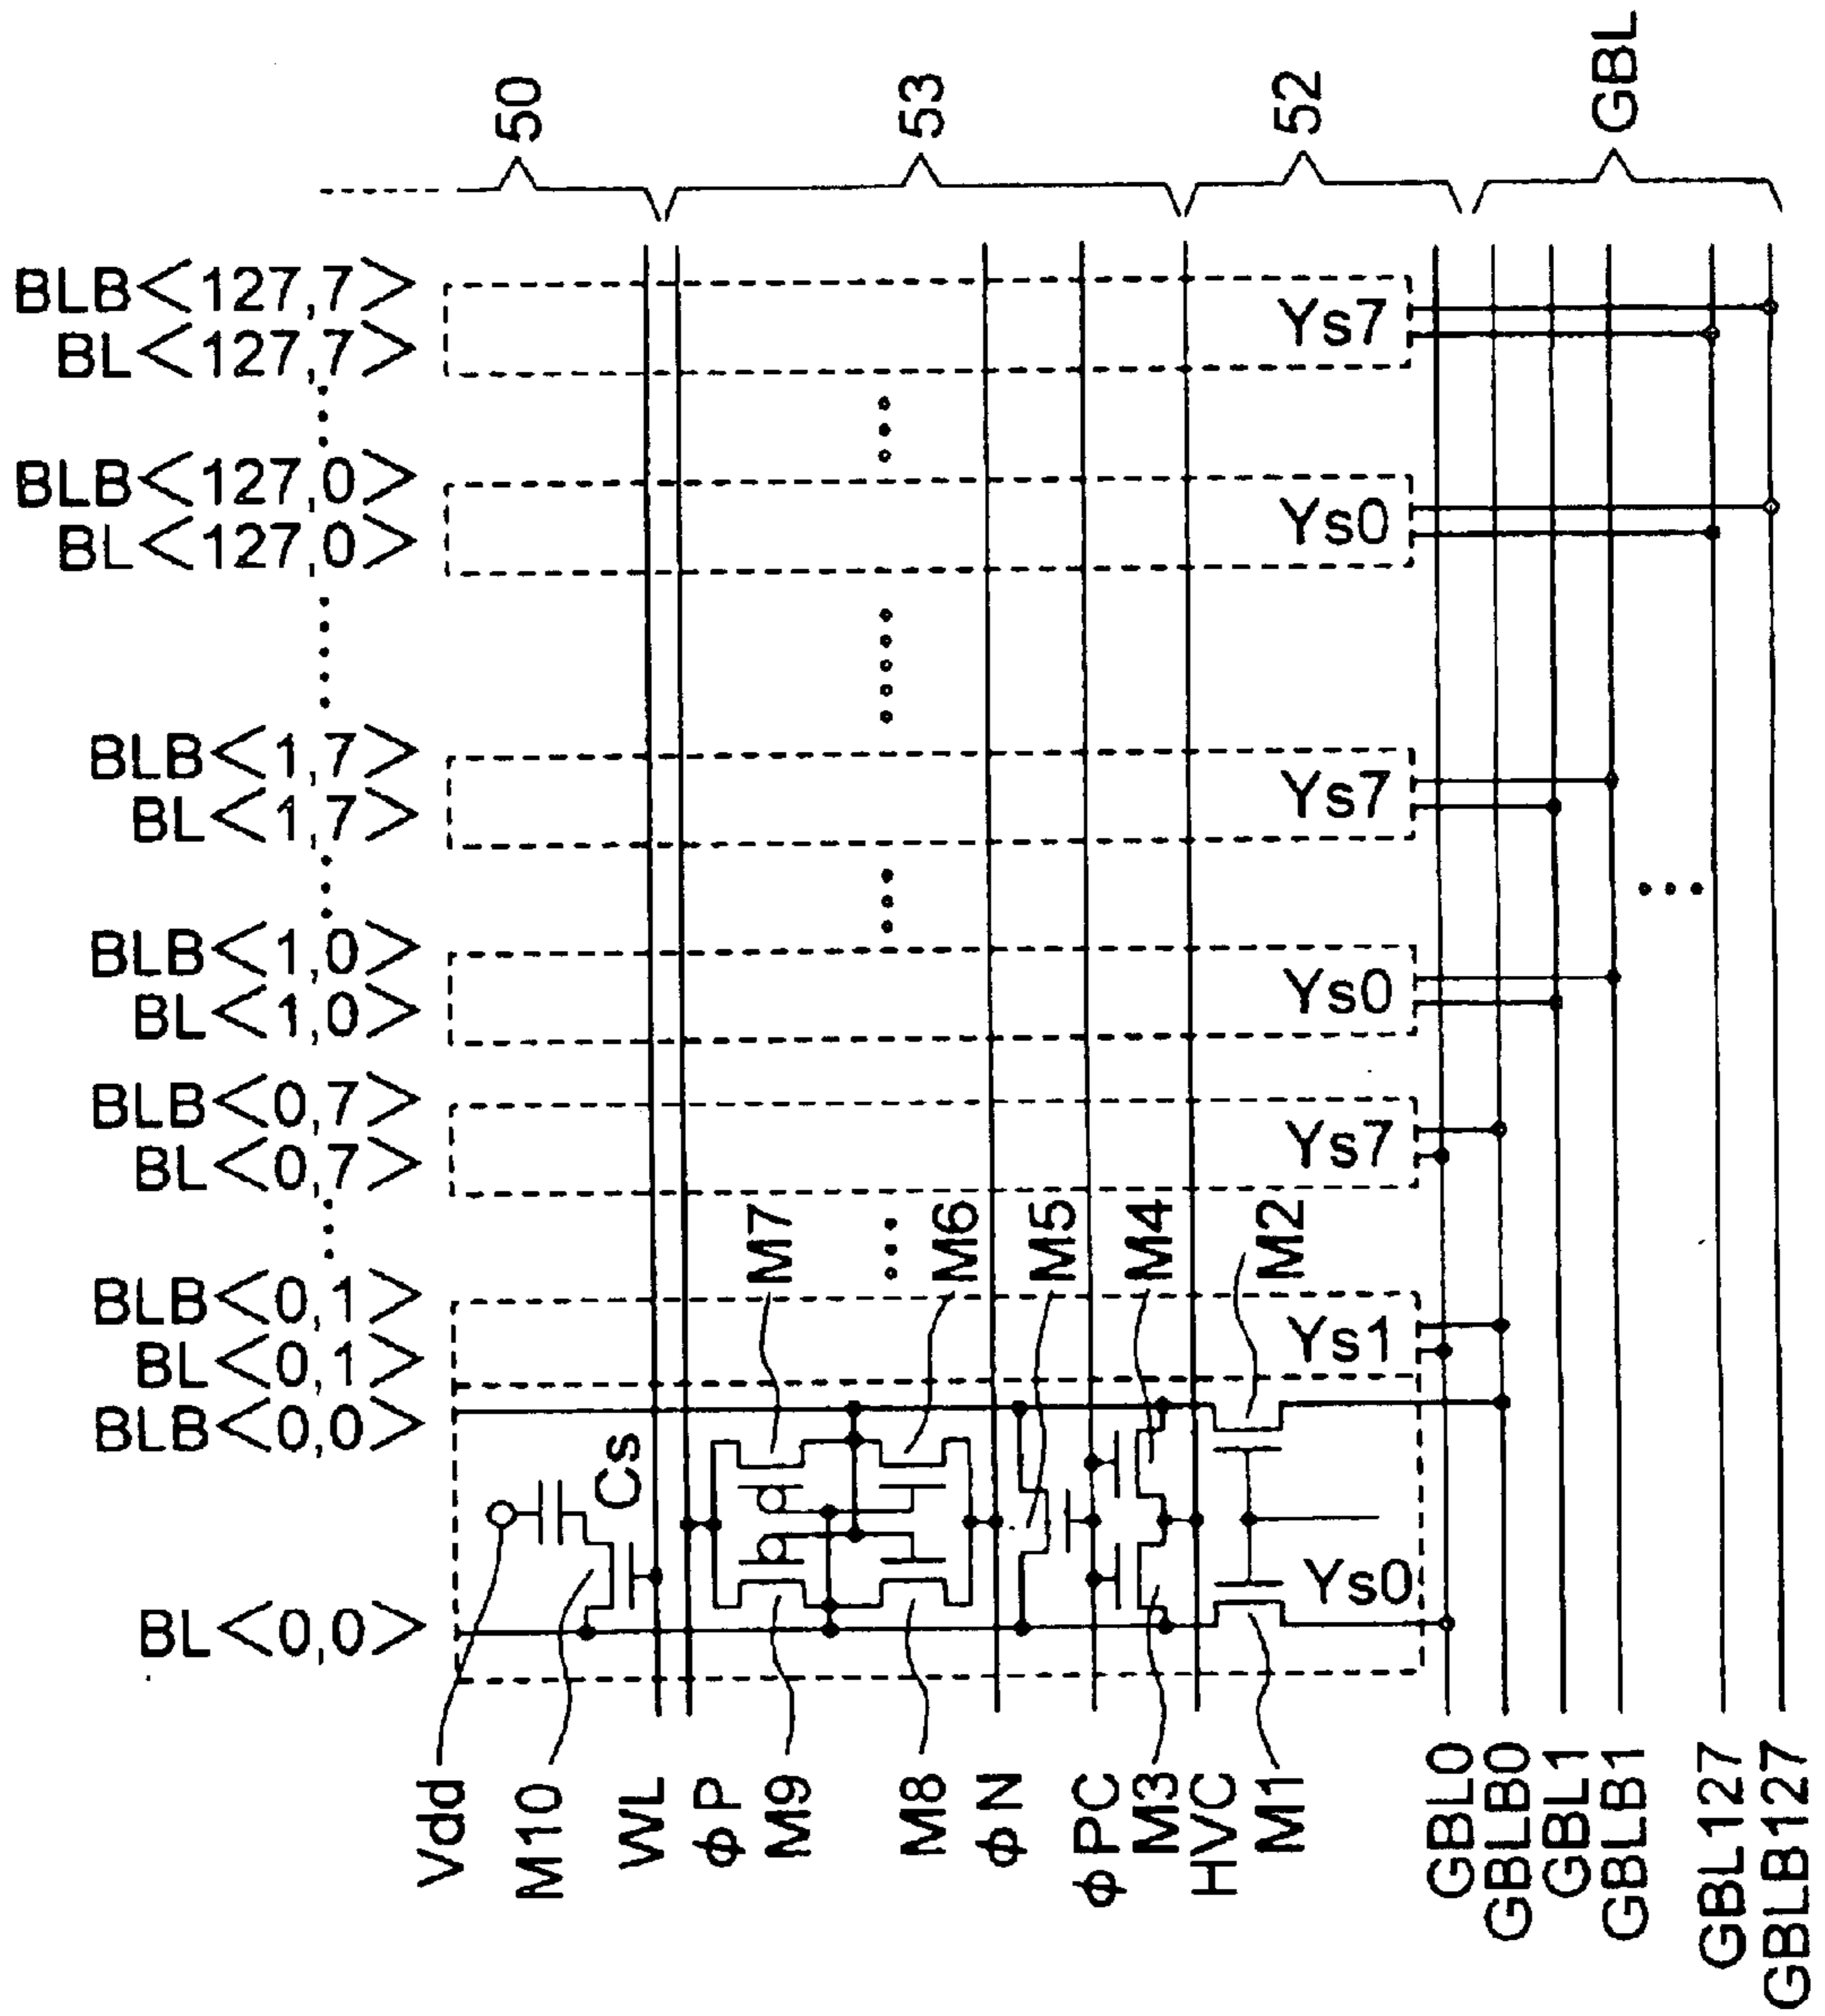 BLB<127,7>
BL<127,7>
BLB<127,0>
BL<127,0>
BLB<1,7>
BL<1,7>
BLB<1,0>
BL<1,0>
BLB<0,7>
BL<0,7>
BLB<0,1>
BL<0,1>
BLB<0,0>
BL<0,0>
50
53
52
GBL
Ys7
Ys0
Ys7
Ys0
Ys7
Ys1
Ys0
M7
M6
M5
M4
M2
Cs
Vdd
M10
WL
ΦP
M9
M8
ΦN
ΦPC
M3
HVC
M1
GBL0
GBLB0
GBL1
GBLB1
GBL127
GBLB127